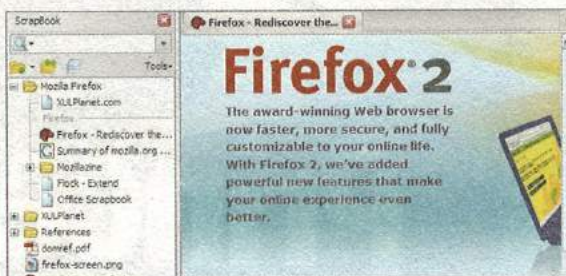 ScrapBook
Tools
Mozilla Firefox
XULPlanet.com
Firefox
Firefox - Rediscover the...
Summary of mozilla.org ...
Mozillazine
Flock - Extend
Office Scrapbook
XULPlanet
References
domref.pdf
firefox-screen.png
Firefox - Rediscover the...
Firefox 2
The award-winning Web browser is
now faster, more secure, and fully
customizable to your online life.
With Firefox 2, we've added
powerful new features that make
your online experience even
better.